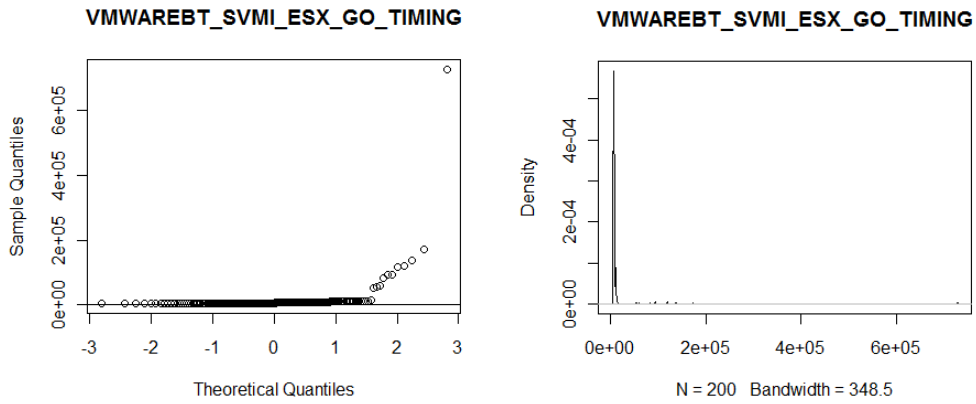 VMWAREBT_SVMI_ESX_GO_TIMING
Sample Quantiles
0e+00 2e+05 4e+05 6e+05
-3 -2 -1 0 1 2 3
Theoretical Quantiles
VMWAREBT_SVMI_ESX_GO_TIMING
Density
0e+00 2e-04 4e-04
0e+00 2e+05 4e+05 6e+05
N = 200 Bandwidth = 348.5